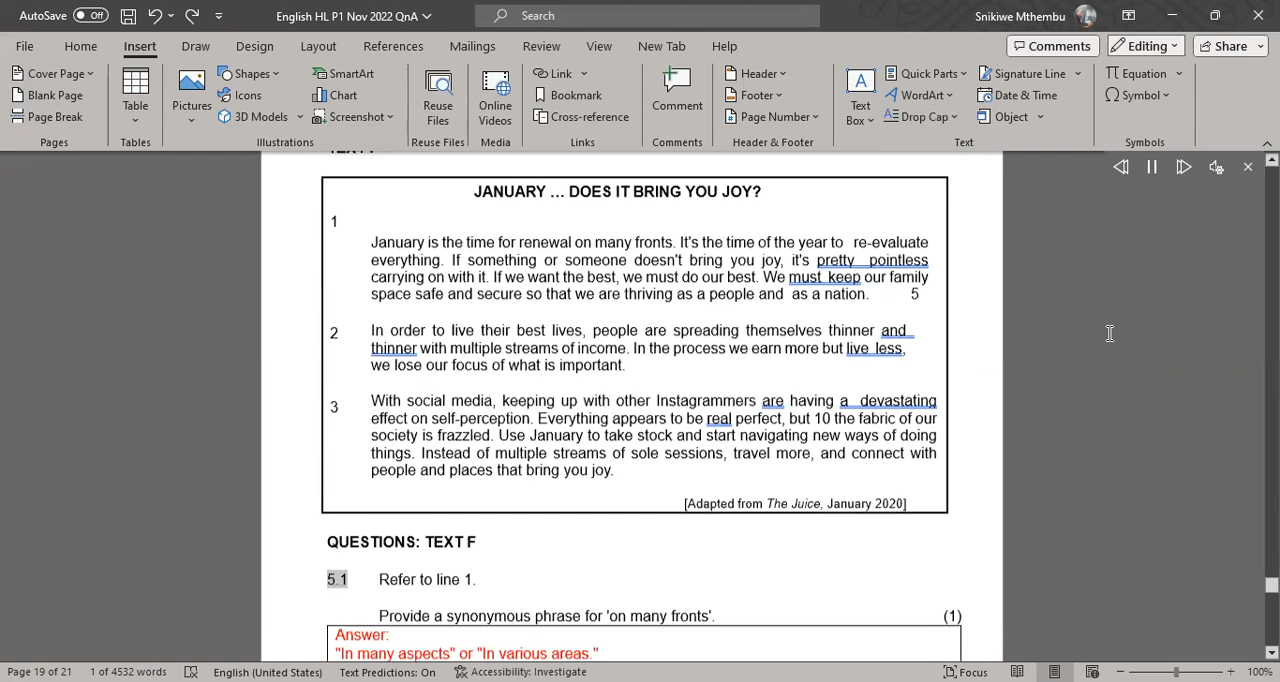 AutoSave Off English HL P1 Nov 2022 QnA Search Snikiwe Mthembu
File Home Insert Draw Design Layout References Mailings Review View New Tab Help Comments Editing Share
Cover Page
Blank Page
Page Break
Pages
Table
Tables
Pictures
Shapes
Icons
3D Models
SmartArt
Chart
Screenshot
Illustrations
Reuse
Files
Reuse Files
Online
Videos
Media
Link
Bookmark
Cross-reference
Links
Comment
Comments
Header
Footer
Page Number
Header & Footer
A
Text
Box
Quick Parts
WordArt
Drop Cap
Signature Line
Date & Time
Object
Text
Equation
Symbol
Symbols
JANUARY … DOES IT BRING YOU JOY?
1
January is the time for renewal on many fronts. It's the time of the year to re-evaluate
everything. If something or someone doesn't bring you joy, it's pretty pointless
carrying on with it. If we want the best, we must do our best. We must keep our family
space safe and secure so that we are thriving as a people and as a nation. 5
2 In order to live their best lives, people are spreading themselves thinner and
thinner with multiple streams of income. In the process we earn more but live less,
we lose our focus of what is important.
3 With social media, keeping up with other Instagrammers are having a devastating
effect on self-perception. Everything appears to be real perfect, but 10 the fabric of our
society is frazzled. Use January to take stock and start navigating new ways of doing
things. Instead of multiple streams of sole sessions, travel more, and connect with
people and places that bring you joy.
[Adapted from The Juice, January 2020]
QUESTIONS: TEXT F
5.1 Refer to line 1.
Provide a synonymous phrase for 'on many fronts'. (1)
Answer:
"In many aspects" or "In various areas."
Page 19 of 21 1 of 4532 words English (United States) Text Predictions: On Accessibility: Investigate Focus 100%